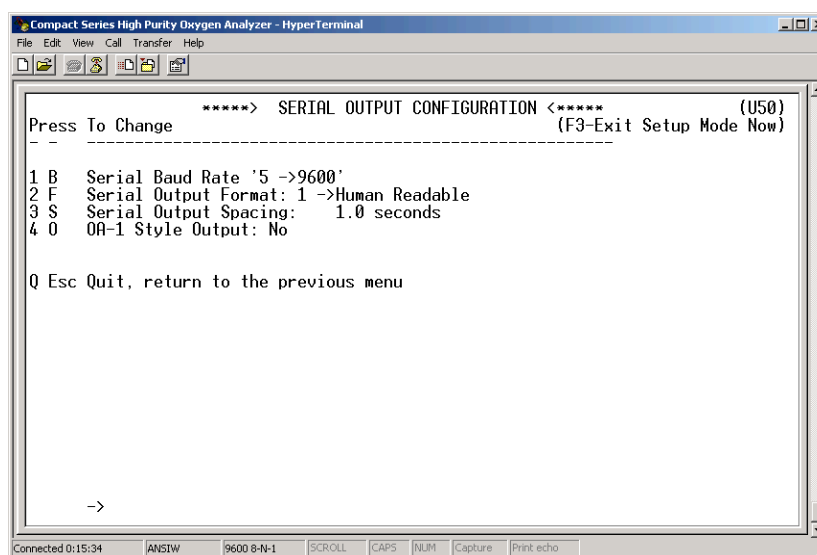 Compact Series High Purity Oxygen Analyzer - HyperTerminal
File Edit View Call Transfer Help
*****> SERIAL OUTPUT CONFIGURATION <***** (U50)
Press To Change (F3-Exit Setup Mode Now)
- - -------------------------------------------------------
1 B Serial Baud Rate '5 ->9600'
2 F Serial Output Format: 1 ->Human Readable
3 S Serial Output Spacing: 1.0 seconds
4 O OA-1 Style Output: No
Q Esc Quit, return to the previous menu
->
Connected 0:15:34 ANSIW 9600 8-N-1 SCROLL CAPS NUM Capture Print echo